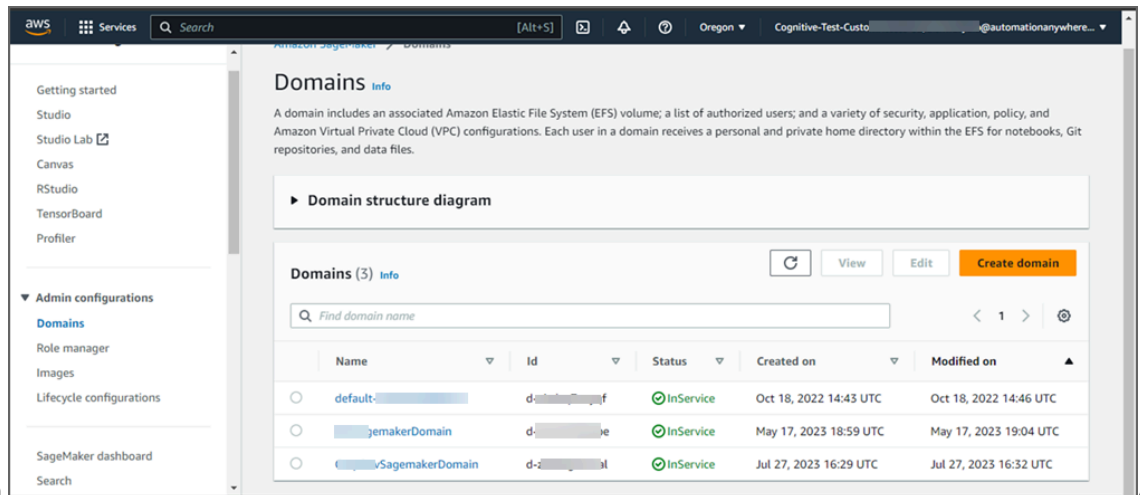 aws
Services
Search
[Alt+S]
Oregon
Cognitive-Test-Custo
@automationanywhere...
Amazon SageMaker > Domains
Getting started
Studio
Studio Lab
Canvas
RStudio
TensorBoard
Profiler
Admin configurations
Domains
Role manager
Images
Lifecycle configurations
SageMaker dashboard
Search
Domains Info
A domain includes an associated Amazon Elastic File System (EFS) volume; a list of authorized users; and a variety of security, application, policy, and
Amazon Virtual Private Cloud (VPC) configurations. Each user in a domain receives a personal and private home directory within the EFS for notebooks, Git
repositories, and data files.
Domain structure diagram
Domains (3) Info
View
Edit
Create domain
Find domain name
1
Name Id Status Created on Modified on
default- d- f InService Oct 18, 2022 14:43 UTC Oct 18, 2022 14:46 UTC
gemakerDomain d- e InService May 17, 2023 18:59 UTC May 17, 2023 19:04 UTC
vSagemakerDomain d- al InService Jul 27, 2023 16:29 UTC Jul 27, 2023 16:32 UTC